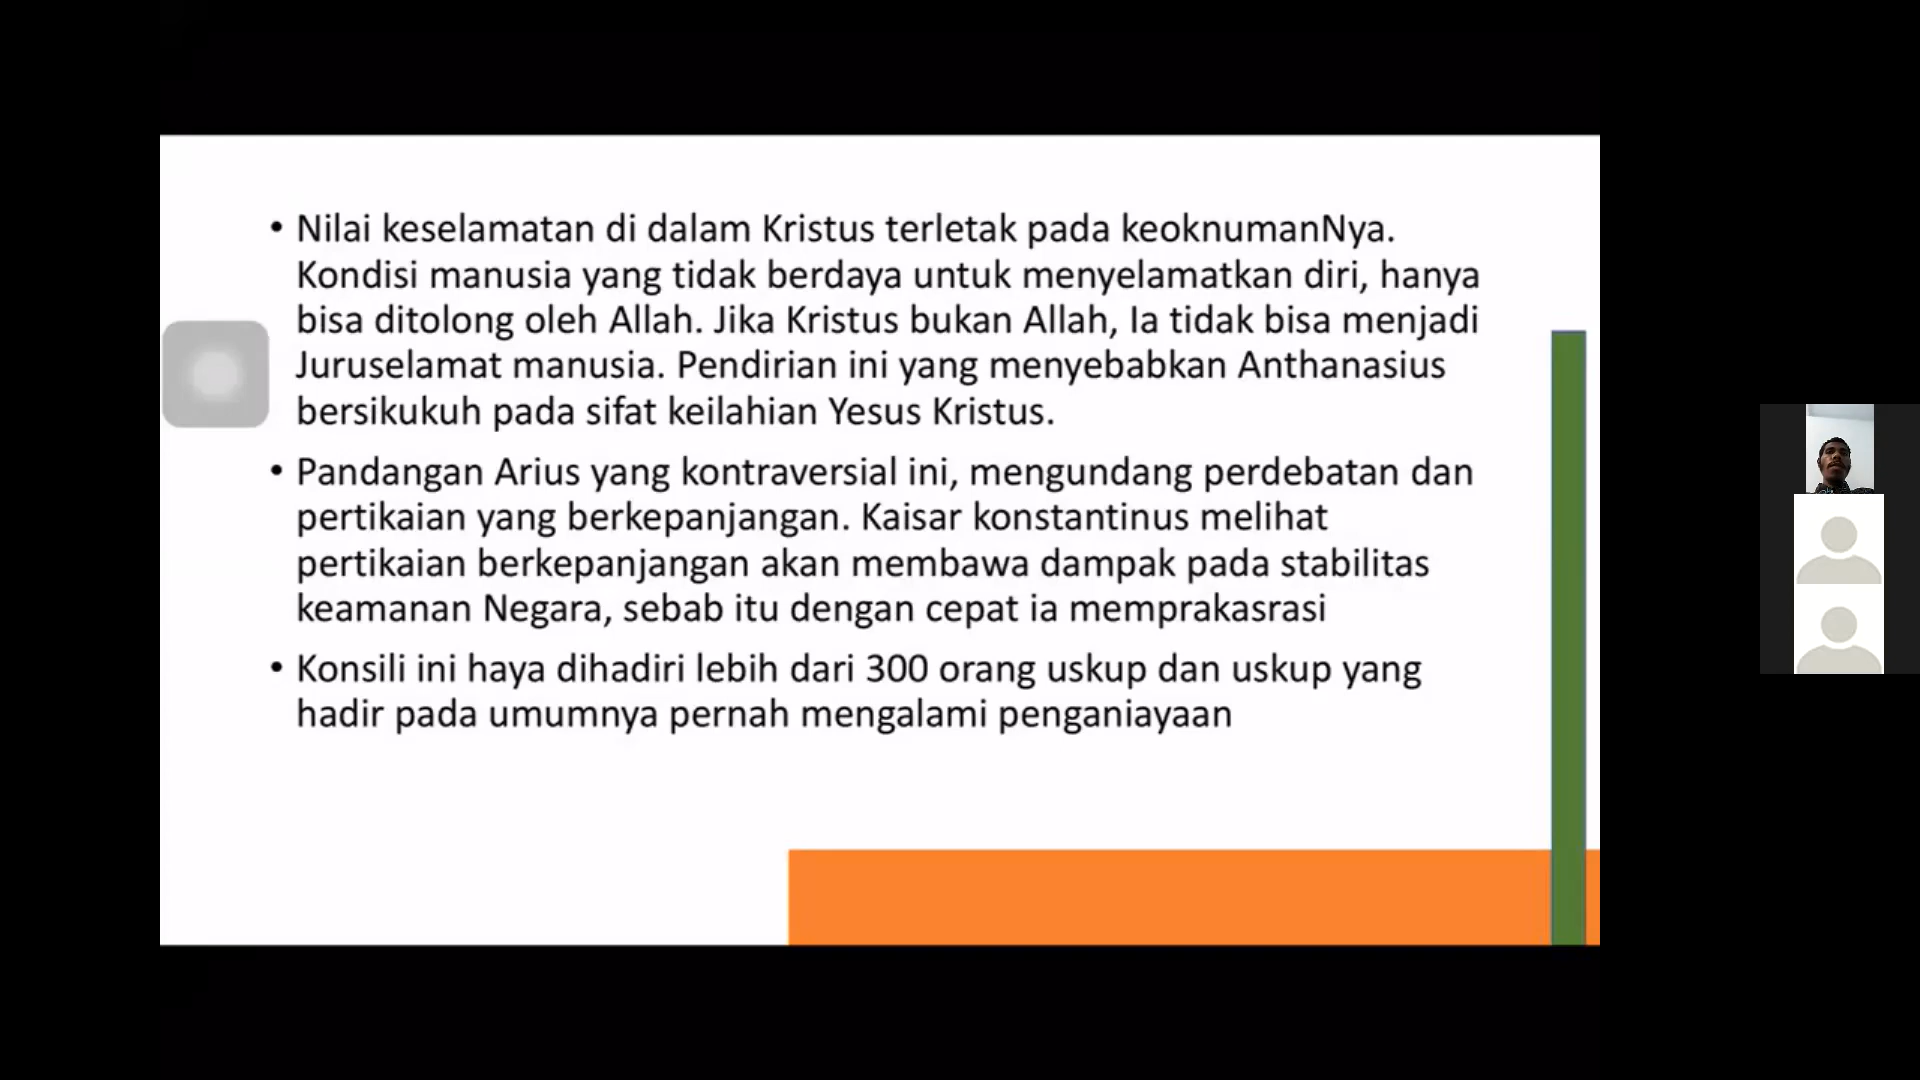 • Nilai keselamatan di dalam Kristus terletak pada keoknumanNya.
Kondisi manusia yang tidak berdaya untuk menyelamatkan diri, hanya
bisa ditolong oleh Allah. Jika Kristus bukan Allah, Ia tidak bisa menjadi
Juruselamat manusia. Pendirian ini yang menyebabkan Anthanasius
bersikukuh pada sifat keilahian Yesus Kristus.
• Pandangan Arius yang kontraversial ini, mengundang perdebatan dan
pertikaian yang berkepanjangan. Kaisar konstantinus melihat
pertikaian berkepanjangan akan membawa dampak pada stabilitas
keamanan Negara, sebab itu dengan cepat ia memprakasrasi
• Konsili ini haya dihadiri lebih dari 300 orang uskup dan uskup yang
hadir pada umumnya pernah mengalami penganiayaan